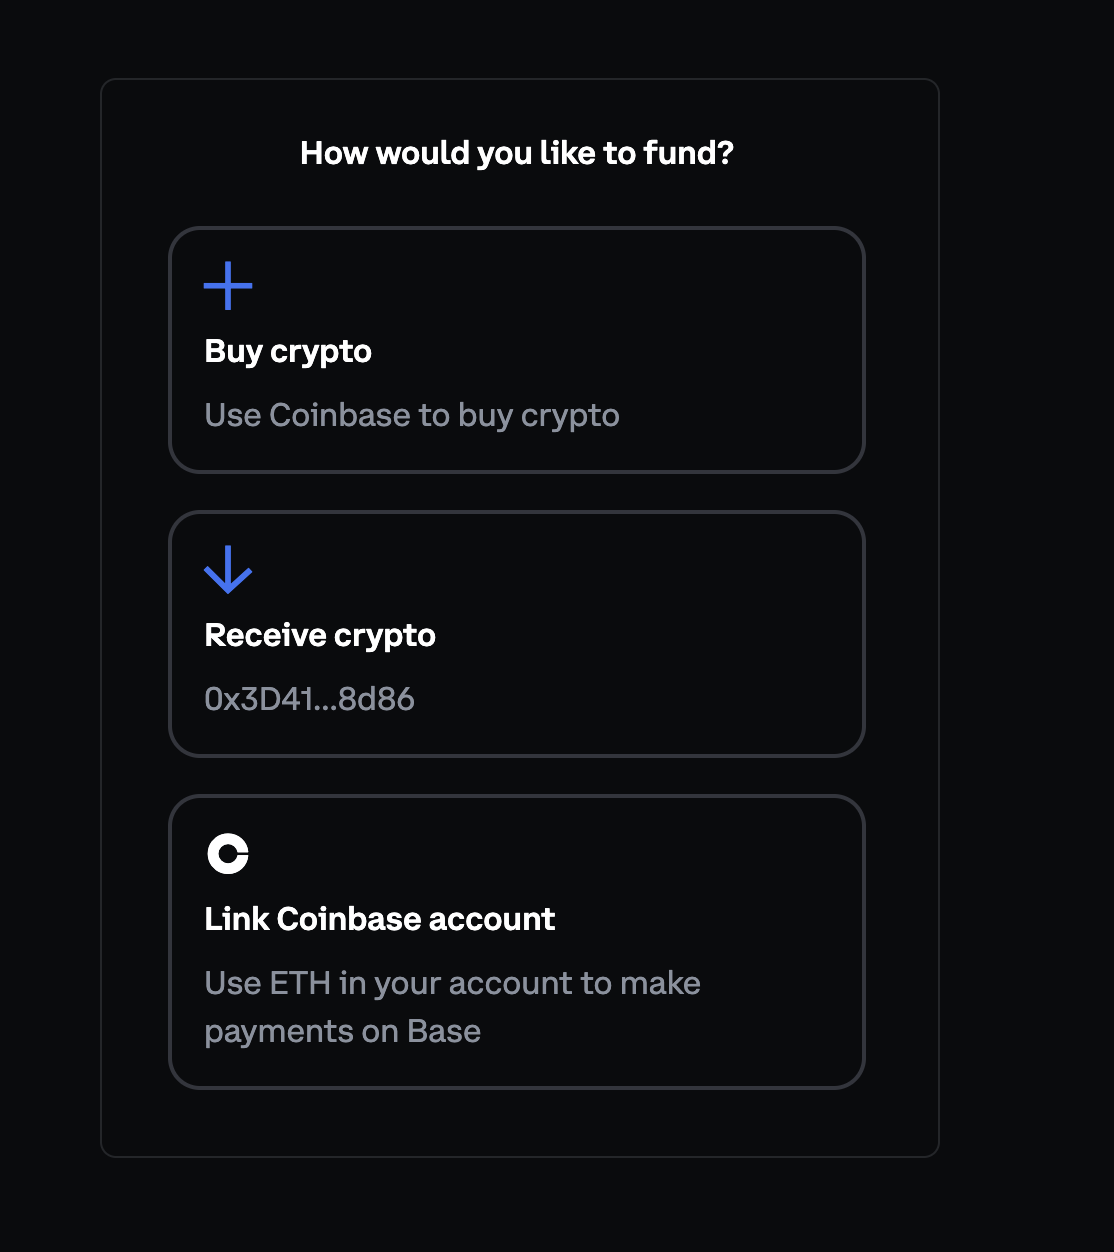 How would you like to fund?
Buy crypto
Use Coinbase to buy crypto
Receive crypto
0x3D41...8d86
Link Coinbase account
Use ETH in your account to make
payments on Base